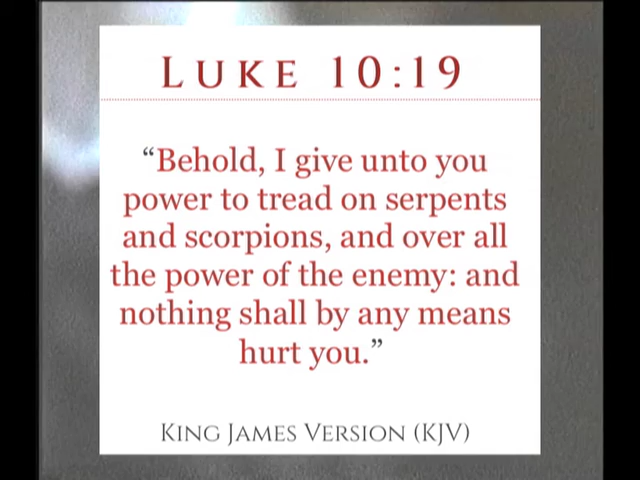 LUKE 10:19
“Behold, I give unto you
power to tread on serpents
and scorpions, and over all
the power of the enemy: and
nothing shall by any means
hurt you.”
KING JAMES VERSION (KJV)